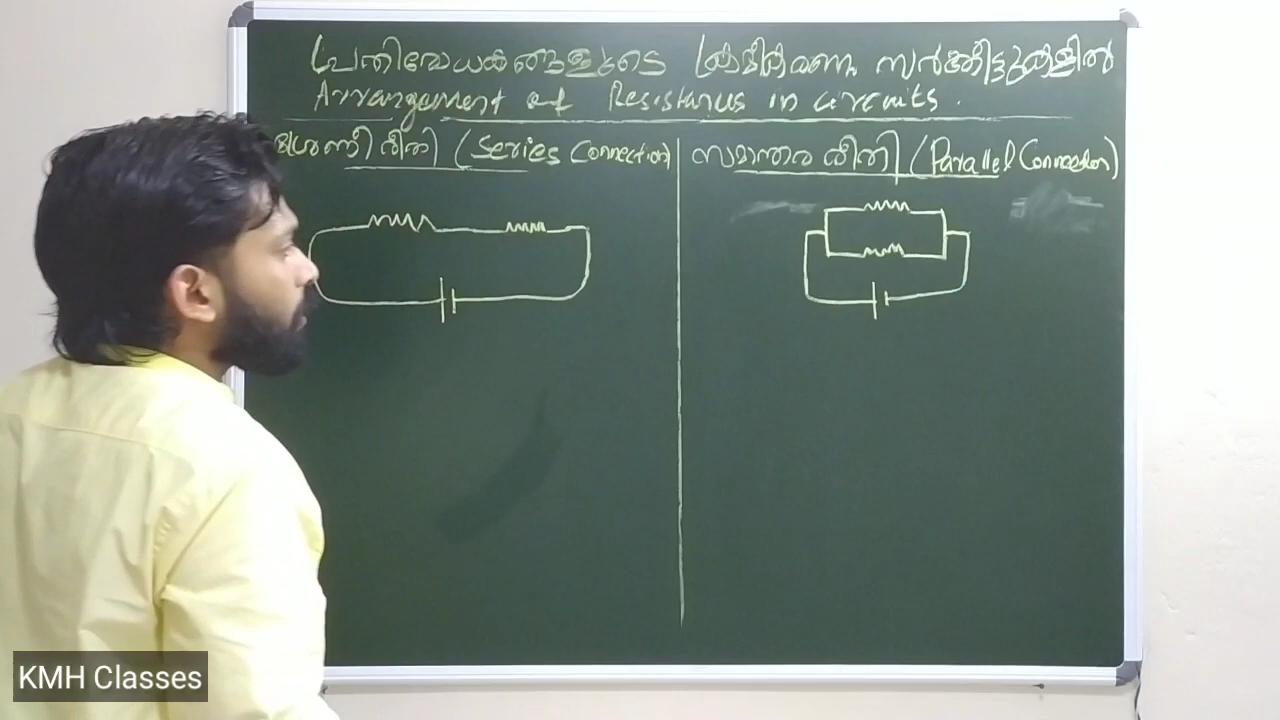 പ്രതിരോധകങ്ങളുടെ ക്രമീകരണം സർക്കീട്ടുകളിൽ
Arrangement of Resistances in circuits.
ശ്രേണീരീതി (Series Connection)
സമാന്തര രീതി (Parallel Connection)
KMH Classes